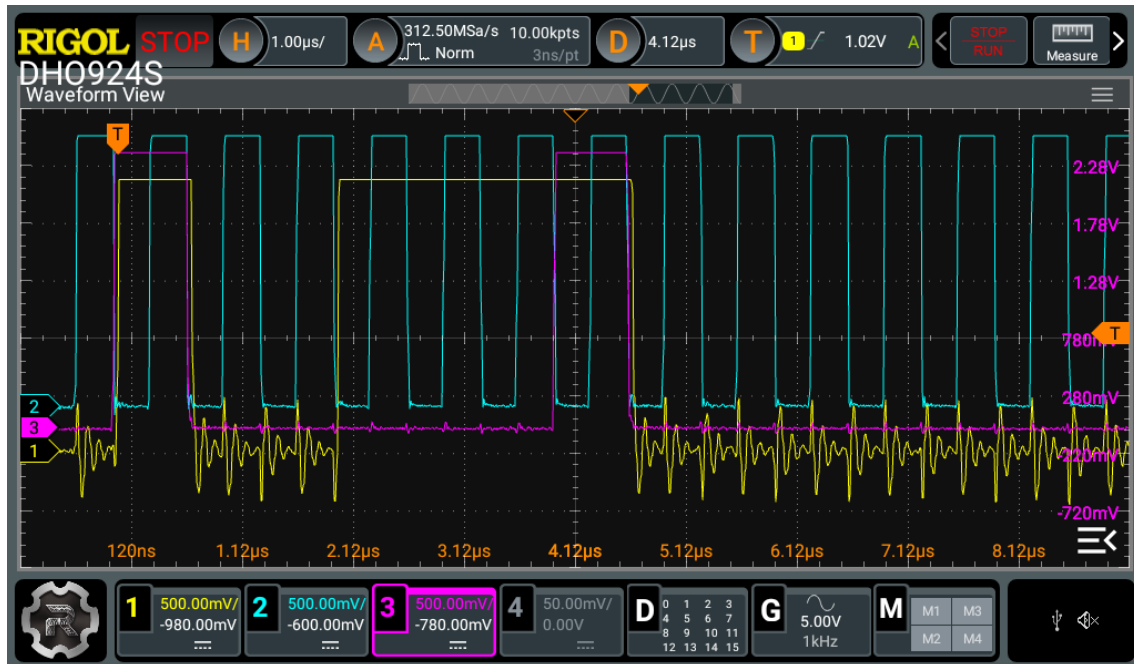 RIGOL STOP H 1.00µs/ A 312.50MSa/s 10.00kpts D 4.12µs T 1 1.02V A < STOP RUN Measure >
Norm 3ns/pt
DHO924S
Waveform View
T
2.28V
1.78V
1.28V
T
780m
2
280mV
3
1
-220mV
-720mV
120ns 1.12µs 2.12µs 3.12µs 4.12µs 5.12µs 6.12µs 7.12µs 8.12µs
R 1 500.00mV/ 2 500.00mV/ 3 500.00mV/ 4 50.00mV/ D 0 1 2 3 G M M1 M3
-980.00mV -600.00mV -780.00mV 0.00V 4 5 6 7 5.00V
8 9 10 11 1kHz M2 M4
12 13 14 15